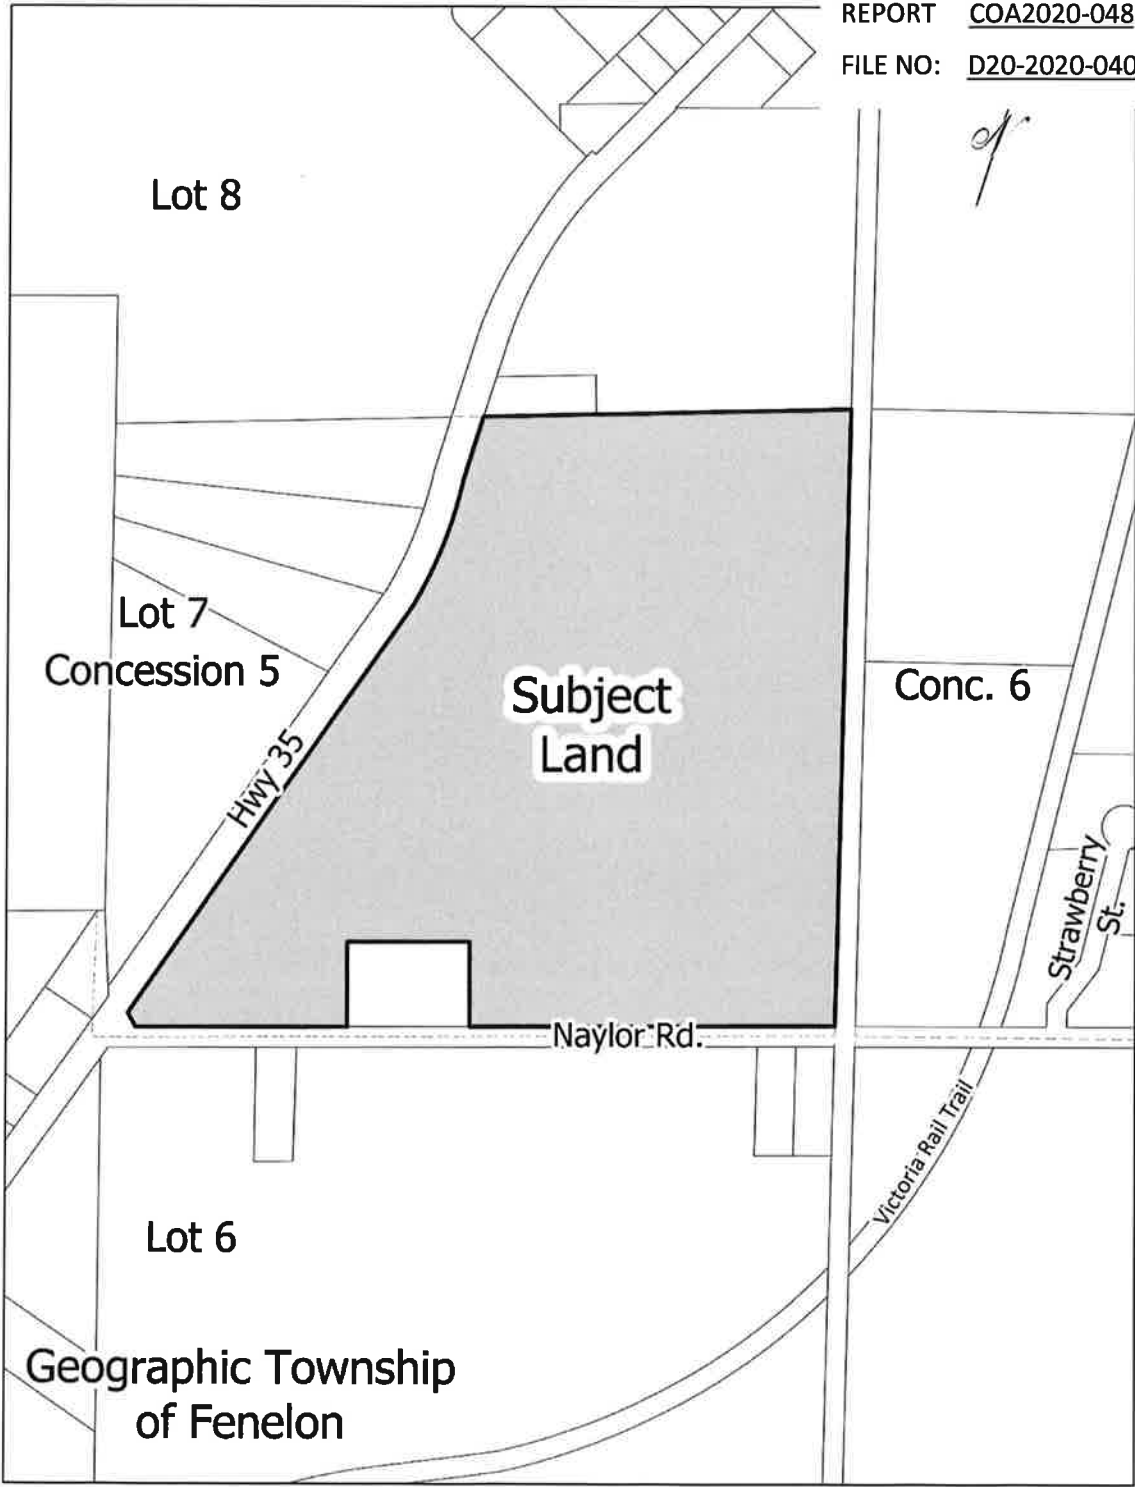 REPORT COA2020-048
FILE NO: D20-2020-040
Lot 8
Lot 7
Concession 5
Subject
Land
Conc. 6
Hwy 35
Strawberry
St.
Naylor Rd.
Victoria Rail Trail
Lot 6
Geographic Township
of Fenelon